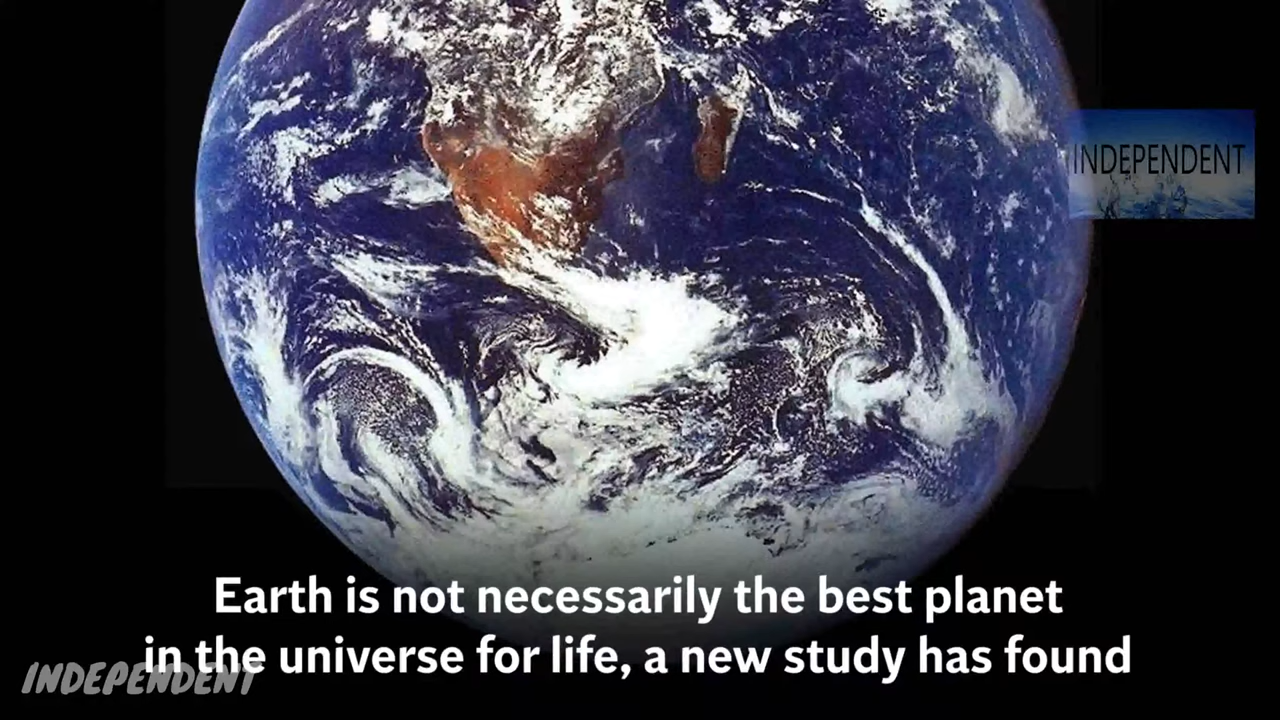 INDEPENDENT
Earth is not necessarily the best planet
in the universe for life, a new study has found
INDEPENDENT